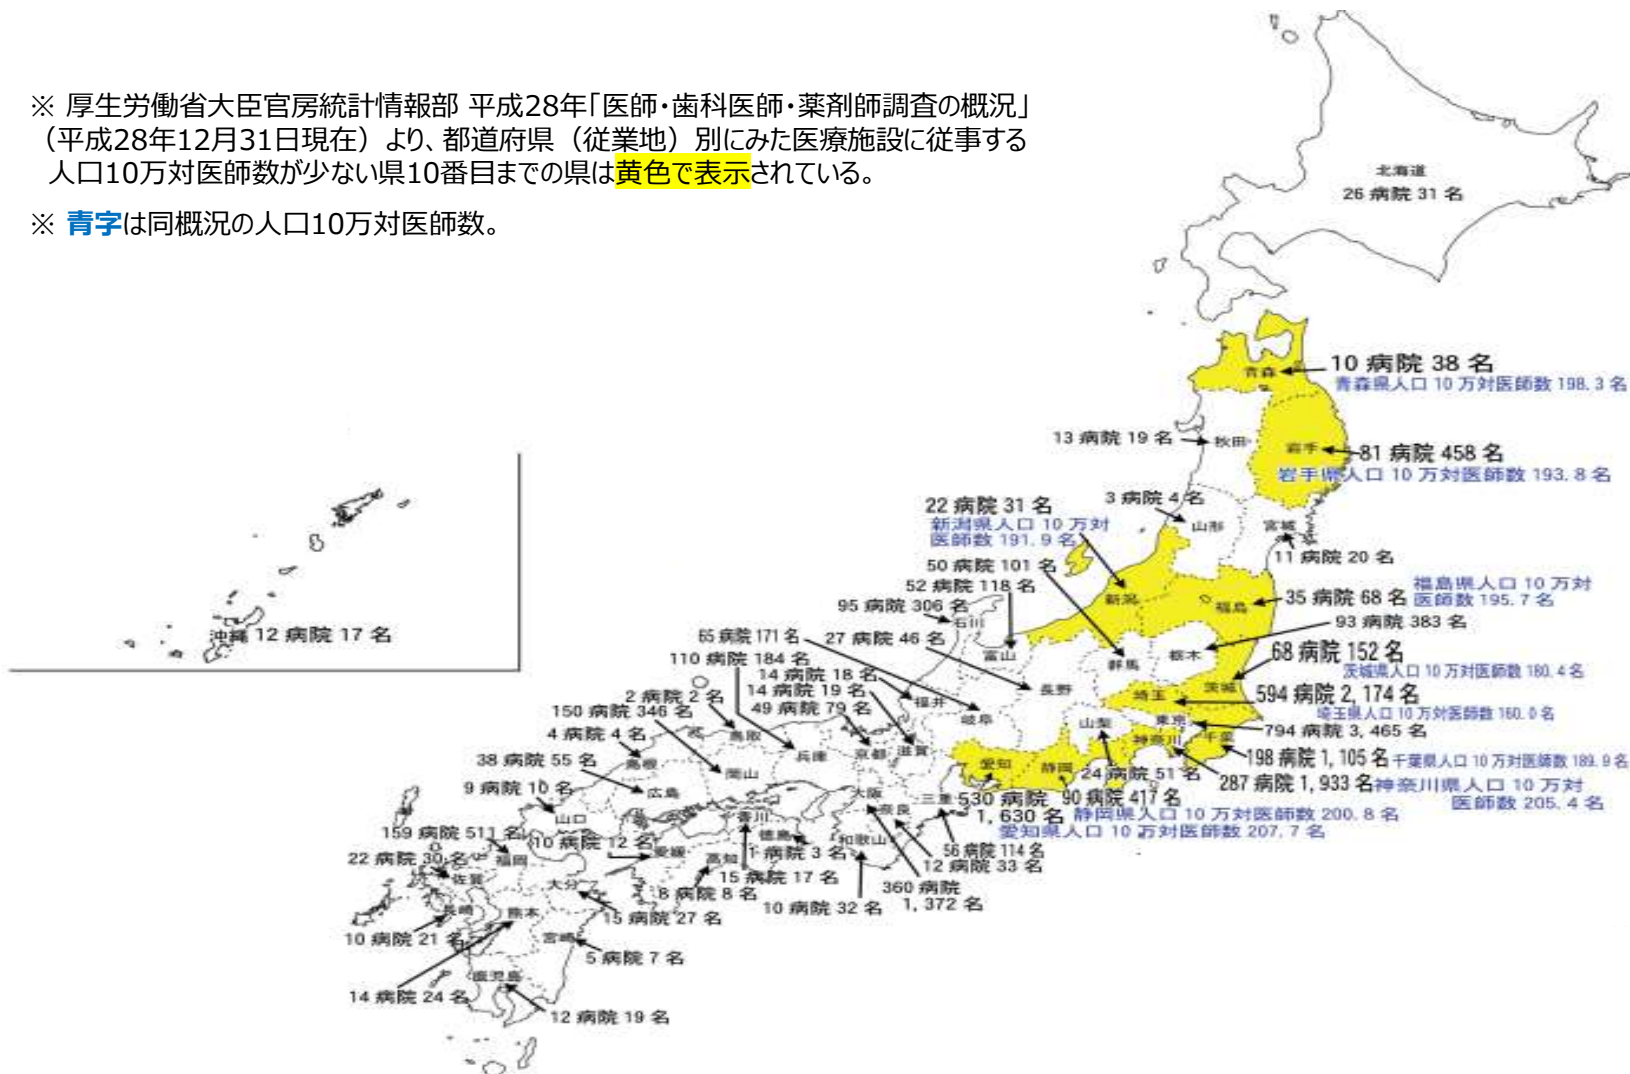 ※ 厚生労働省大臣官房統計情報部 平成28年「医師・歯科医師・薬剤師調査の概況」
（平成28年12月31日現在）より、都道府県（従業地）別にみた医療施設に従事する
人口10万対医師数が少ない県10番目までの県は黄色で表示されている。
※ 青字は同概況の人口10万対医師数。
北海道
26 病院 31 名
青森
10 病院 38 名
青森県人口 10 万対医師数 198.3 名
13 病院 19 名
秋田
岩手
81 病院 458 名
岩手県人口 10 万対医師数 193.8 名
3 病院 4 名
山形
宮城
11 病院 20 名
22 病院 31 名
新潟県人口 10 万対
医師数 191.9 名
新潟
50 病院 101 名
群馬
52 病院 118 名
富山
福島
35 病院 68 名
福島県人口 10 万対
医師数 195.7 名
95 病院 306 名
石川
93 病院 383 名
栃木
27 病院 46 名
長野
65 病院 171 名
岐阜
68 病院 152 名
茨城県人口 10 万対医師数 180.4 名
茨城
110 病院 184 名
兵庫
14 病院 18 名
福井
14 病院 19 名
滋賀
49 病院 79 名
京都
埼玉
594 病院 2,174 名
埼玉県人口 10 万対医師数 160.0 名
東京
794 病院 3,465 名
千葉
198 病院 1,105 名
千葉県人口 10 万対医師数 189.9 名
神奈川
287 病院 1,933 名
神奈川県人口 10 万対
医師数 205.4 名
山梨
24 病院 51 名
静岡
90 病院 417 名
静岡県人口 10 万対医師数 200.8 名
愛知
530 病院
1,630 名
愛知県人口 10 万対医師数 207.7 名
三重
56 病院 114 名
奈良
12 病院 33 名
大阪
360 病院
1,372 名
和歌山
10 病院 32 名
2 病院 2 名
鳥取
150 病院 346 名
岡山
4 病院 4 名
島根
38 病院 55 名
広島
9 病院 10 名
山口
香川
15 病院 17 名
徳島
1 病院 3 名
10 病院 12 名
愛媛
高知
8 病院 8 名
159 病院 511 名
福岡
22 病院 30 名
佐賀
長崎
10 病院 21 名
大分
15 病院 27 名
熊本
14 病院 24 名
宮崎
5 病院 7 名
鹿児島
12 病院 19 名
沖縄 12 病院 17 名